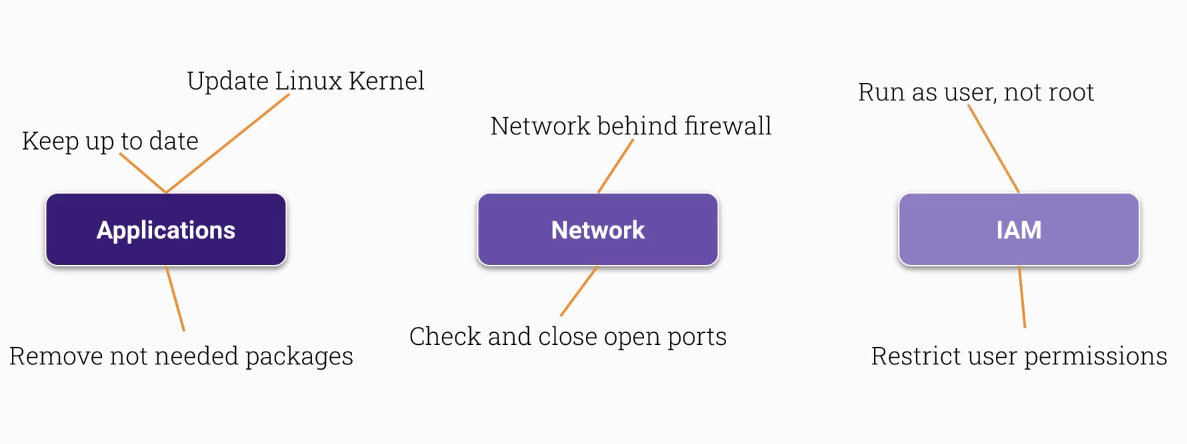 Update Linux Kernel
Keep up to date
Applications
Remove not needed packages
Network behind firewall
Network
Check and close open ports
Run as user, not root
IAM
Restrict user permissions